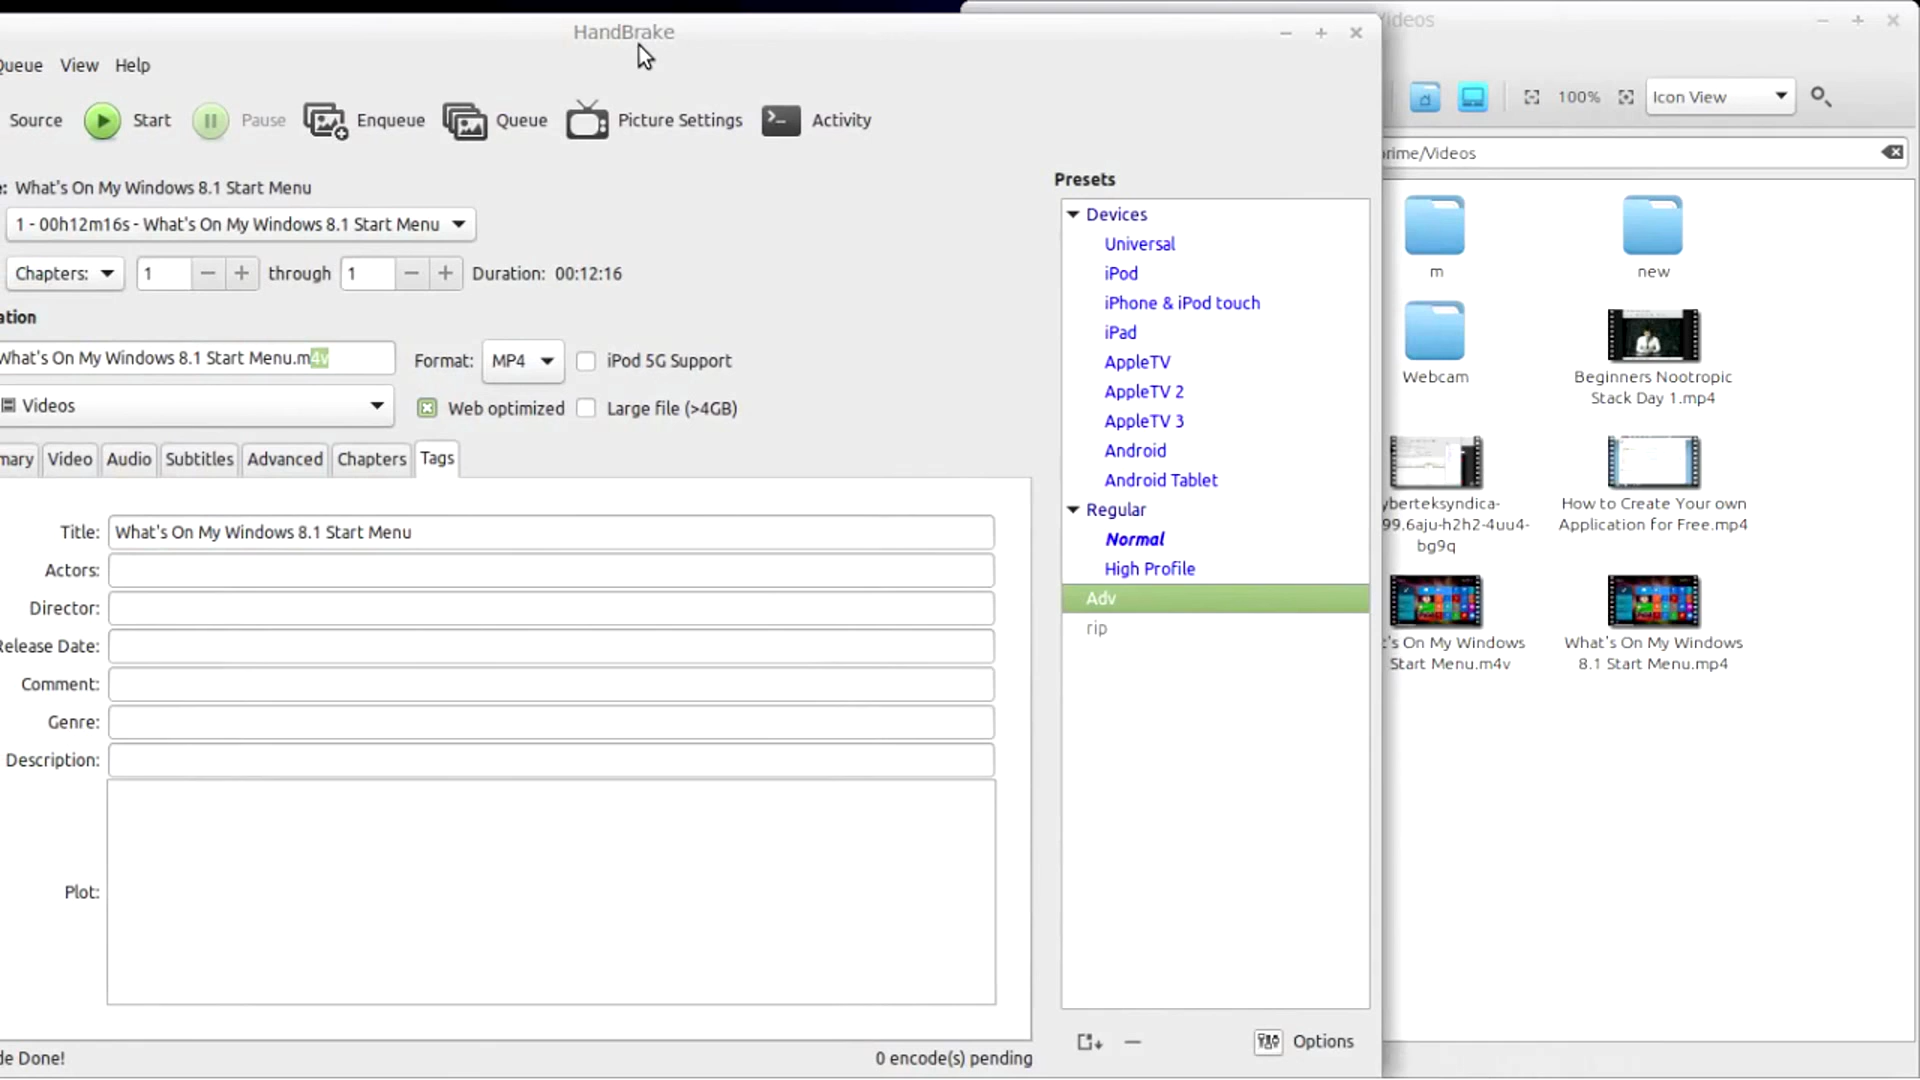 HandBrake
Queue View Help
Source Start Pause Enqueue Queue Picture Settings Activity
e: What's On My Windows 8.1 Start Menu
1 - 00h12m16s - What's On My Windows 8.1 Start Menu
Chapters: 1 through 1 Duration: 00:12:16
ation
What's On My Windows 8.1 Start Menu.m4v
Format: MP4 iPod 5G Support
Videos
Web optimized Large file (>4GB)
mary Video Audio Subtitles Advanced Chapters Tags
Title: What's On My Windows 8.1 Start Menu
Actors:
Director:
Release Date:
Comment:
Genre:
Description:
Plot:
de Done!
0 encode(s) pending
Presets
Devices
Universal
iPod
iPhone & iPod touch
iPad
AppleTV
AppleTV 2
AppleTV 3
Android
Android Tablet
Regular
Normal
High Profile
Adv
rip
Options
Videos
100% Icon View
rime/Videos
m
new
Webcam
Beginners Nootropic
Stack Day 1.mp4
yberteksyndica-
99.6aju-h2h2-4uu4-
bg9q
How to Create Your own
Application for Free.mp4
t's On My Windows
Start Menu.m4v
What's On My Windows
8.1 Start Menu.mp4